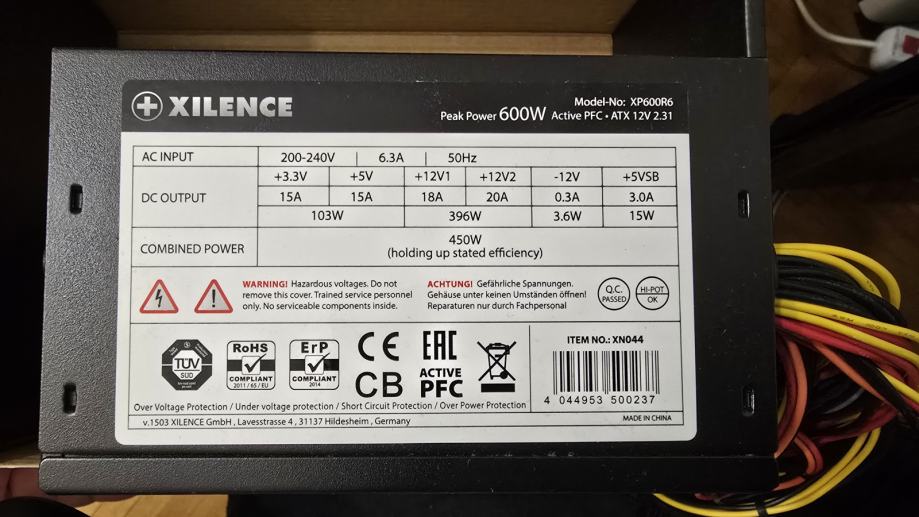 XILENCE
Model-No: XP600R6
Peak Power 600W Active PFC • ATX 12V 2.31
AC INPUT 200-240V | 6.3A | 50Hz
+3.3V +5V +12V1 +12V2 -12V +5VSB
DC OUTPUT 15A 15A 18A 20A 0.3A 3.0A
103W 396W 3.6W 15W
COMBINED POWER 450W
(holding up stated efficiency)
WARNING! Hazardous voltages. Do not
remove this cover. Trained service personnel
only. No serviceable components inside.
ACHTUNG! Gefährliche Spannungen.
Gehäuse unter keinen Umständen öffnen!
Reparaturen nur durch Fachpersonal
Q.C.
PASSED
HI-POT
OK
TÜV
SÜD
RoHS
COMPLIANT
2011/65/EU
ErP
COMPLIANT
2014
CE
CB
EAC
ACTIVE
PFC
ITEM NO.: XN044
4 044953 500237
Over Voltage Protection / Under voltage protection / Short Circuit Protection / Over Power Protection
v.1503 XILENCE GmbH , Lavesstrasse 4 , 31137 Hildesheim , Germany
MADE IN CHINA